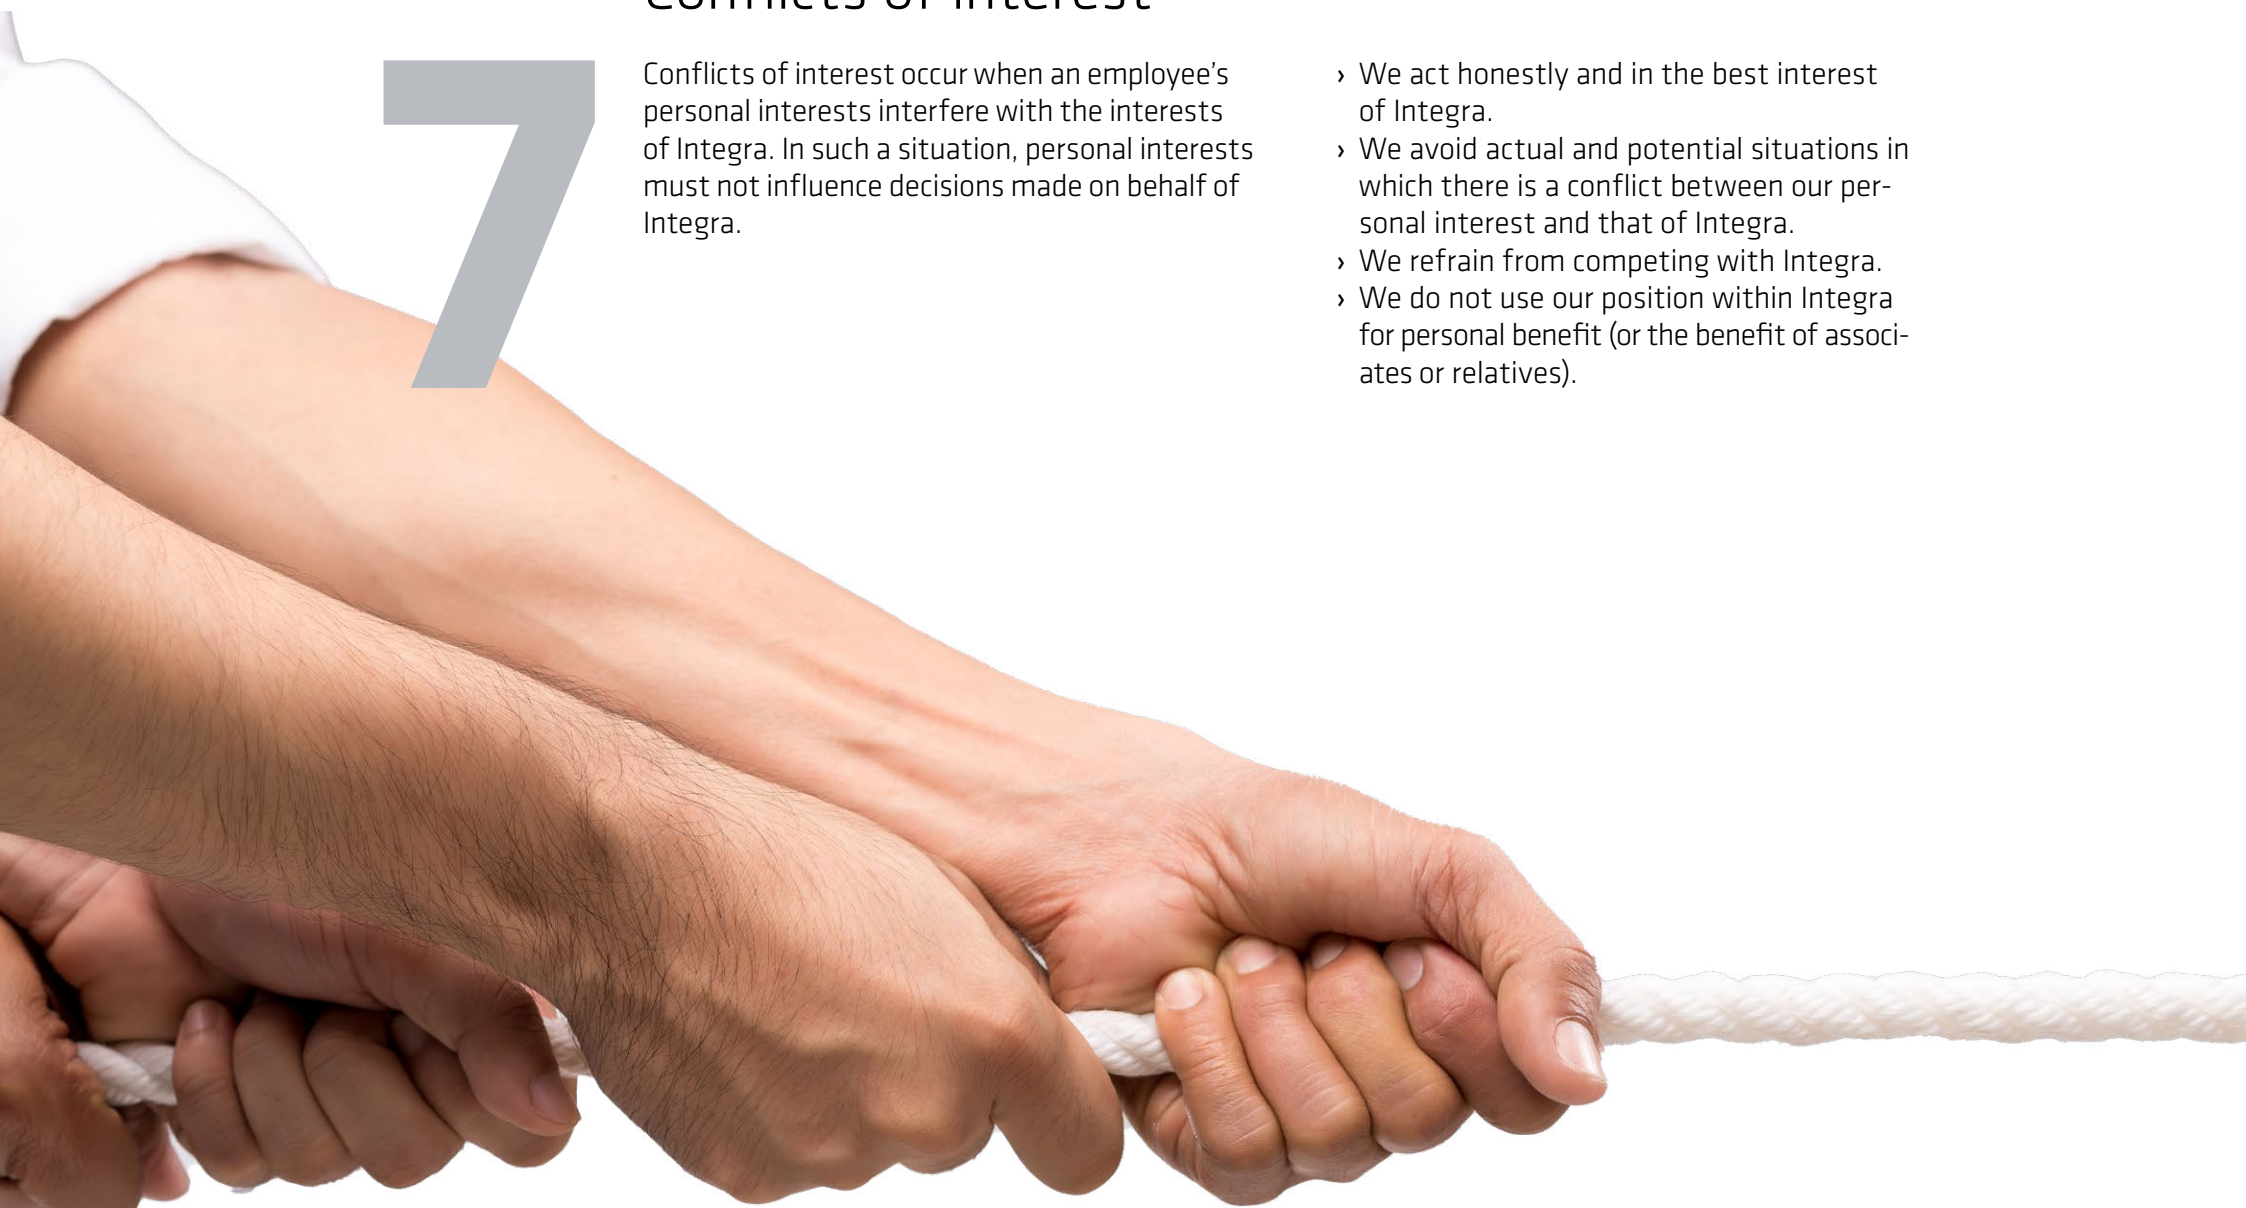 Conflicts of Interest
7
Conflicts of interest occur when an employee’s
personal interests interfere with the interests
of Integra. In such a situation, personal interests
must not influence decisions made on behalf of
Integra.
› We act honestly and in the best interest
of Integra.
› We avoid actual and potential situations in
which there is a conflict between our per-
sonal interest and that of Integra.
› We refrain from competing with Integra.
› We do not use our position within Integra
for personal benefit (or the benefit of associ-
ates or relatives).